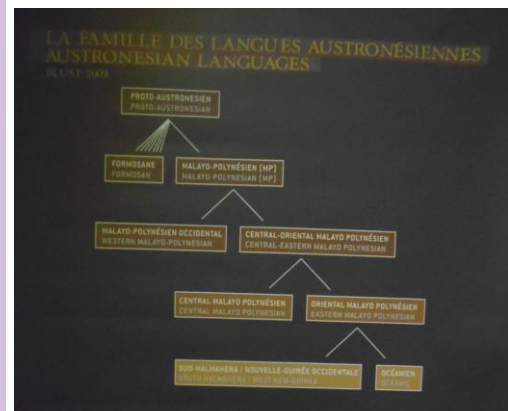 LA FAMILLE DES LANGUES AUSTRONÉSIENNES
AUSTRONESIAN LANGUAGES
BLUST 2009
PROTO-AUSTRONÉSIEN
PROTO-AUSTRONESIAN
FORMOSANE
FORMOSAN
MALAYO-POLYNÉSIEN (MP)
MALAYO-POLYNESIAN (MP)
MALAYO-POLYNÉSIEN OCCIDENTAL
WESTERN MALAYO-POLYNESIAN
CENTRAL-ORIENTAL MALAYO POLYNÉSIEN
CENTRAL-EASTERN MALAYO POLYNESIAN
CENTRAL MALAYO POLYNÉSIEN
CENTRAL MALAYO POLYNESIAN
ORIENTAL MALAYO POLYNÉSIEN
EASTERN MALAYO POLYNESIAN
SUD-HALMAHERA / NOUVELLE-GUINÉE OCCIDENTALE
SOUTH HALMAHERA / WEST NEW-GUINEA
OCÉANIEN
OCEANIC